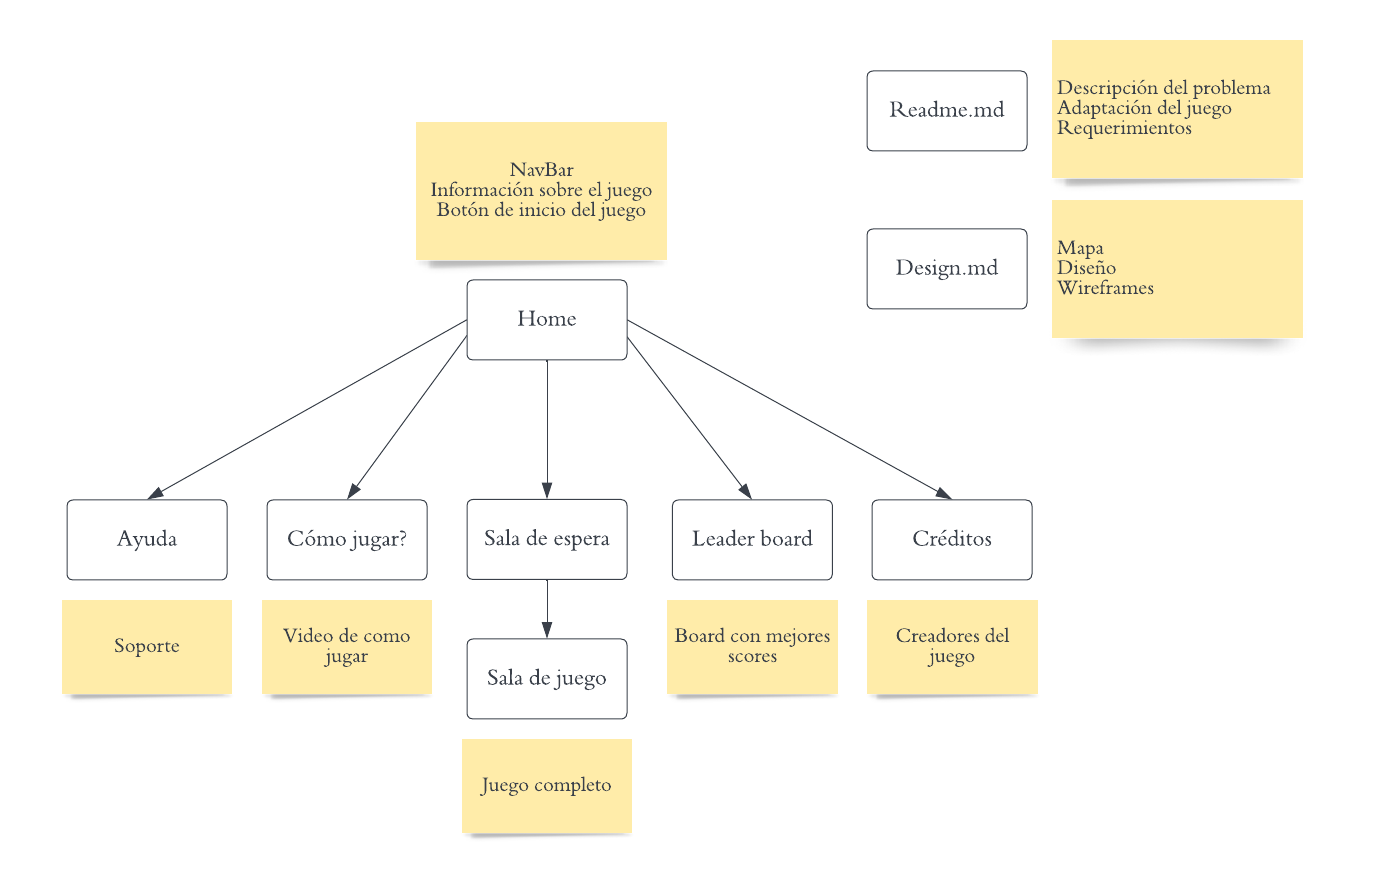 Readme.md
Descripción del problema
Adaptación del juego
Requerimientos
NavBar
Información sobre el juego
Botón de inicio del juego
Design.md
Mapa
Diseño
Wireframes
Home
Ayuda
Cómo jugar?
Sala de espera
Leader board
Créditos
Soporte
Video de como
jugar
Sala de juego
Board con mejores
scores
Creadores del
juego
Juego completo